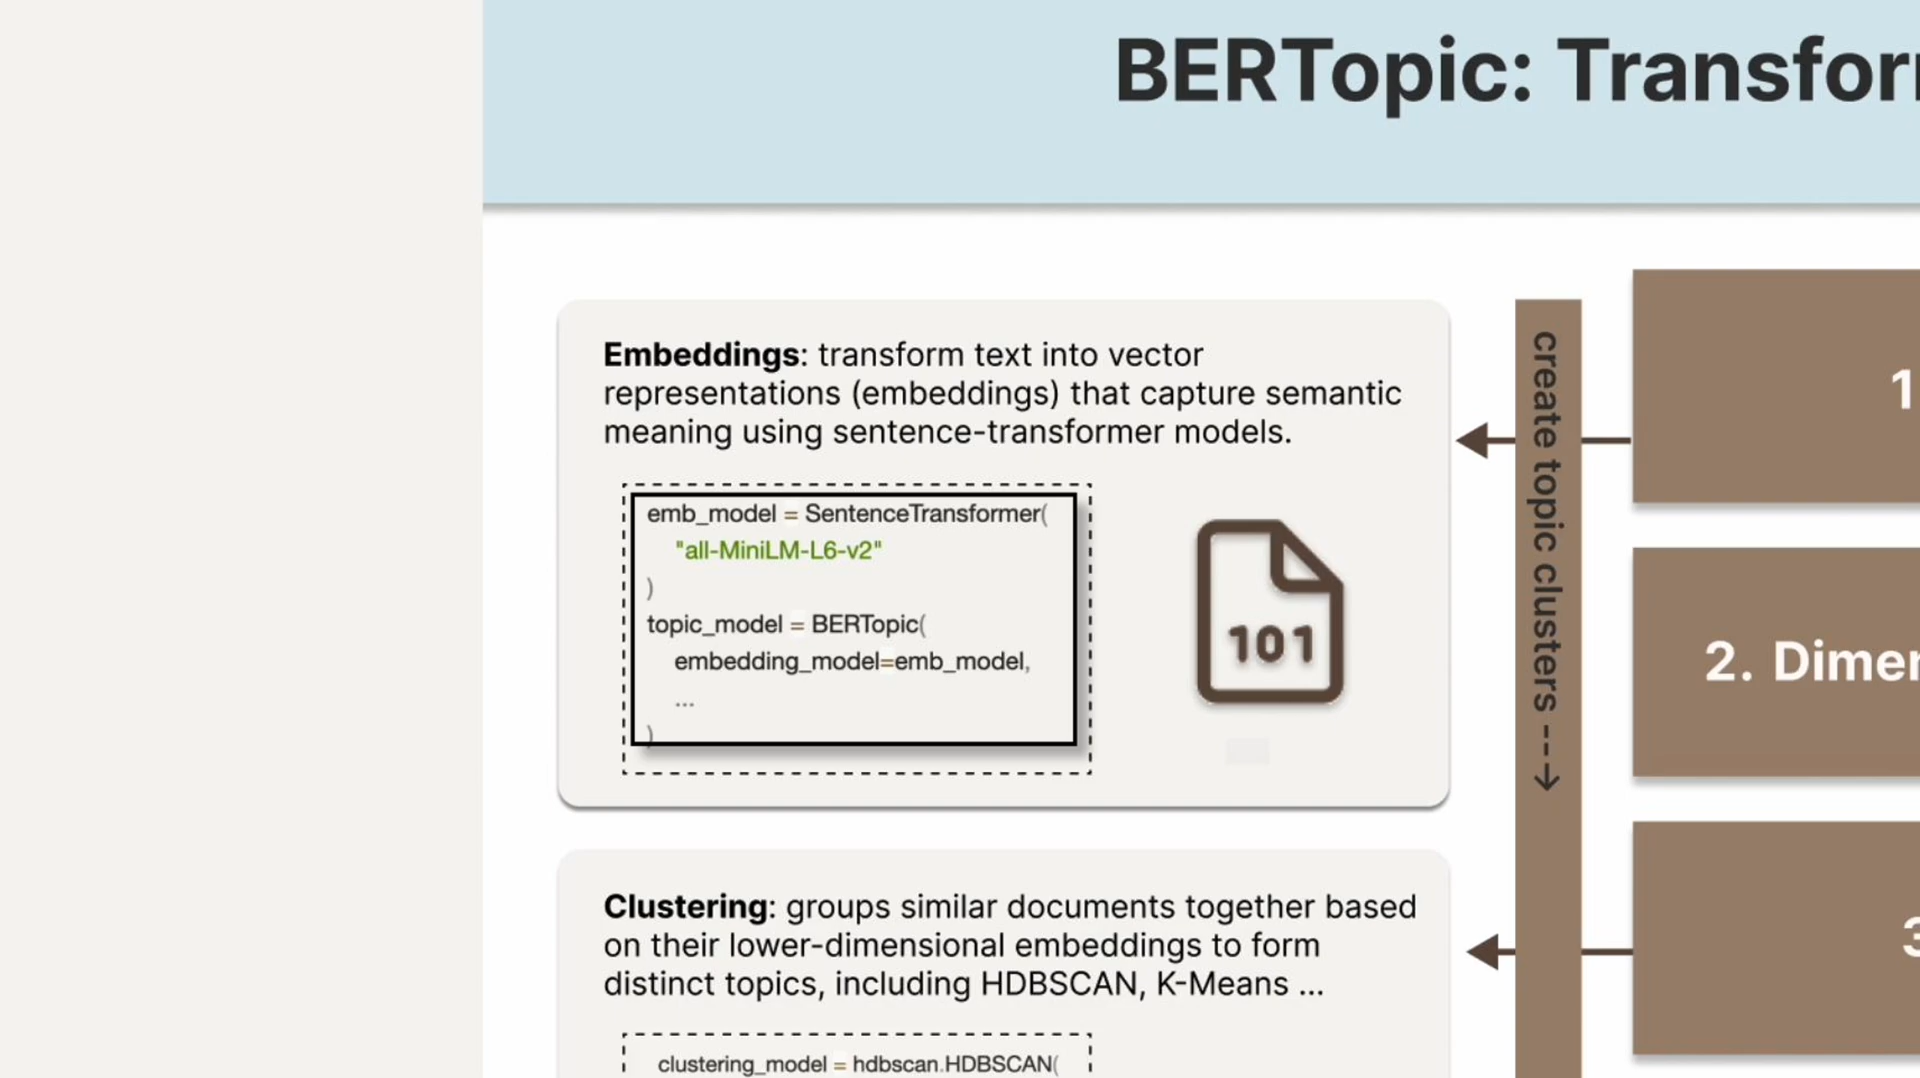 BERTopic: Transfor
Embeddings: transform text into vector
representations (embeddings) that capture semantic
meaning using sentence-transformer models.
emb_model = SentenceTransformer(
"all-MiniLM-L6-v2"
)
topic_model = BERTopic(
embedding_model=emb_model,
...
)
101
create topic clusters --->
1
2. Dimen
3
Clustering: groups similar documents together based
on their lower-dimensional embeddings to form
distinct topics, including HDBSCAN, K-Means ...
clustering_model = hdbscan.HDBSCAN(